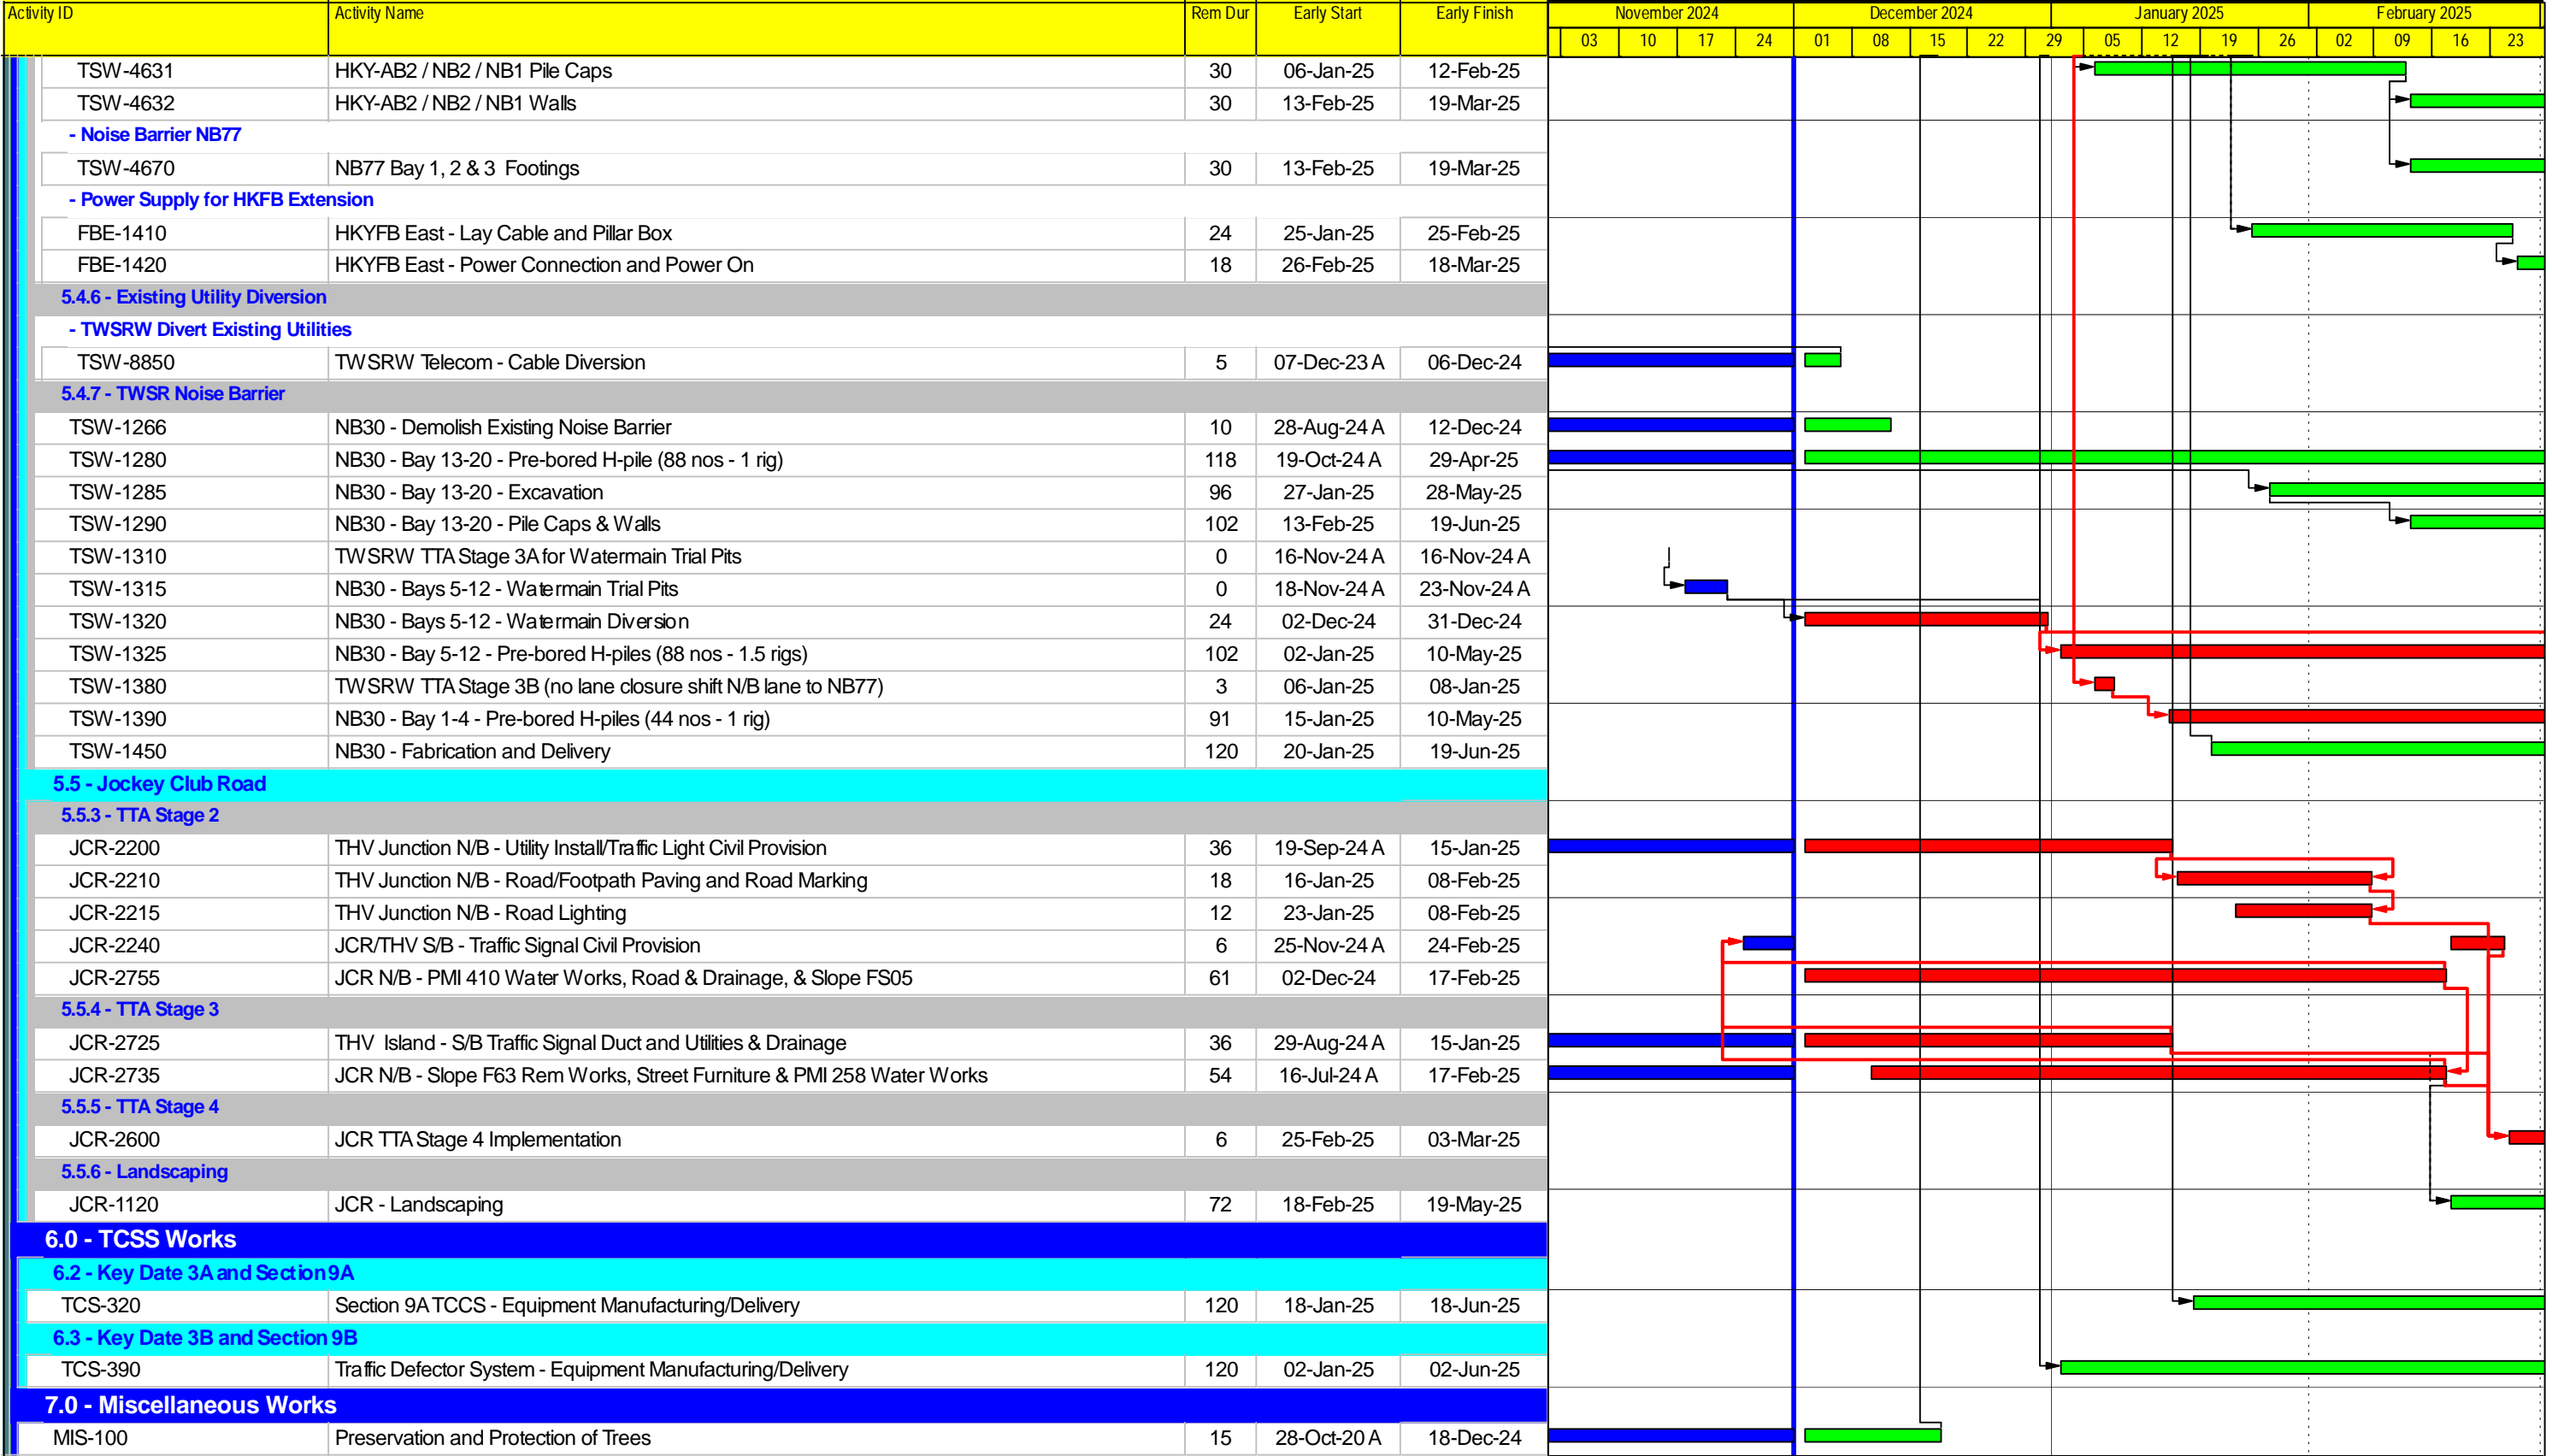 Activity ID Activity Name Rem Dur Early Start Early Finish November 2024 December 2024 January 2025 February 2025
03 10 17 24 01 08 15 22 29 05 12 19 26 02 09 16 23
TSW-4631 HKY-AB2 / NB2 / NB1 Pile Caps 30 06-Jan-25 12-Feb-25
TSW-4632 HKY-AB2 / NB2 / NB1 Walls 30 13-Feb-25 19-Mar-25
- Noise Barrier NB77
TSW-4670 NB77 Bay 1, 2 & 3 Footings 30 13-Feb-25 19-Mar-25
- Power Supply for HKFB Extension
FBE-1410 HKYFB East - Lay Cable and Pillar Box 24 25-Jan-25 25-Feb-25
FBE-1420 HKYFB East - Power Connection and Power On 18 26-Feb-25 18-Mar-25
5.4.6 - Existing Utility Diversion
- TWSRW Divert Existing Utilities
TSW-8850 TWSRW Telecom - Cable Diversion 5 07-Dec-23 A 06-Dec-24
5.4.7 - TWSR Noise Barrier
TSW-1266 NB30 - Demolish Existing Noise Barrier 10 28-Aug-24 A 12-Dec-24
TSW-1280 NB30 - Bay 13-20 - Pre-bored H-pile (88 nos - 1 rig) 118 19-Oct-24 A 29-Apr-25
TSW-1285 NB30 - Bay 13-20 - Excavation 96 27-Jan-25 28-May-25
TSW-1290 NB30 - Bay 13-20 - Pile Caps & Walls 102 13-Feb-25 19-Jun-25
TSW-1310 TWSRW TTA Stage 3A for Watermain Trial Pits 0 16-Nov-24 A 16-Nov-24 A
TSW-1315 NB30 - Bays 5-12 - Watermain Trial Pits 0 18-Nov-24 A 23-Nov-24 A
TSW-1320 NB30 - Bays 5-12 - Watermain Diversion 24 02-Dec-24 31-Dec-24
TSW-1325 NB30 - Bay 5-12 - Pre-bored H-piles (88 nos - 1.5 rigs) 102 02-Jan-25 10-May-25
TSW-1380 TWSRW TTA Stage 3B (no lane closure shift N/B lane to NB77) 3 06-Jan-25 08-Jan-25
TSW-1390 NB30 - Bay 1-4 - Pre-bored H-piles (44 nos - 1 rig) 91 15-Jan-25 10-May-25
TSW-1450 NB30 - Fabrication and Delivery 120 20-Jan-25 19-Jun-25
5.5 - Jockey Club Road
5.5.3 - TTA Stage 2
JCR-2200 THV Junction N/B - Utility Install/Traffic Light Civil Provision 36 19-Sep-24 A 15-Jan-25
JCR-2210 THV Junction N/B - Road/Footpath Paving and Road Marking 18 16-Jan-25 08-Feb-25
JCR-2215 THV Junction N/B - Road Lighting 12 23-Jan-25 08-Feb-25
JCR-2240 JCR/THV S/B - Traffic Signal Civil Provision 6 25-Nov-24 A 24-Feb-25
JCR-2755 JCR N/B - PMI 410 Water Works, Road & Drainage, & Slope FS05 61 02-Dec-24 17-Feb-25
5.5.4 - TTA Stage 3
JCR-2725 THV Island - S/B Traffic Signal Duct and Utilities & Drainage 36 29-Aug-24 A 15-Jan-25
JCR-2735 JCR N/B - Slope F63 Rem Works, Street Furniture & PMI 258 Water Works 54 16-Jul-24 A 17-Feb-25
5.5.5 - TTA Stage 4
JCR-2600 JCR TTA Stage 4 Implementation 6 25-Feb-25 03-Mar-25
5.5.6 - Landscaping
JCR-1120 JCR - Landscaping 72 18-Feb-25 19-May-25
6.0 - TCSS Works
6.2 - Key Date 3A and Section 9A
TCS-320 Section 9A TCCS - Equipment Manufacturing/Delivery 120 18-Jan-25 18-Jun-25
6.3 - Key Date 3B and Section 9B
TCS-390 Traffic Defector System - Equipment Manufacturing/Delivery 120 02-Jan-25 02-Jun-25
7.0 - Miscellaneous Works
MIS-100 Preservation and Protection of Trees 15 28-Oct-20 A 18-Dec-24